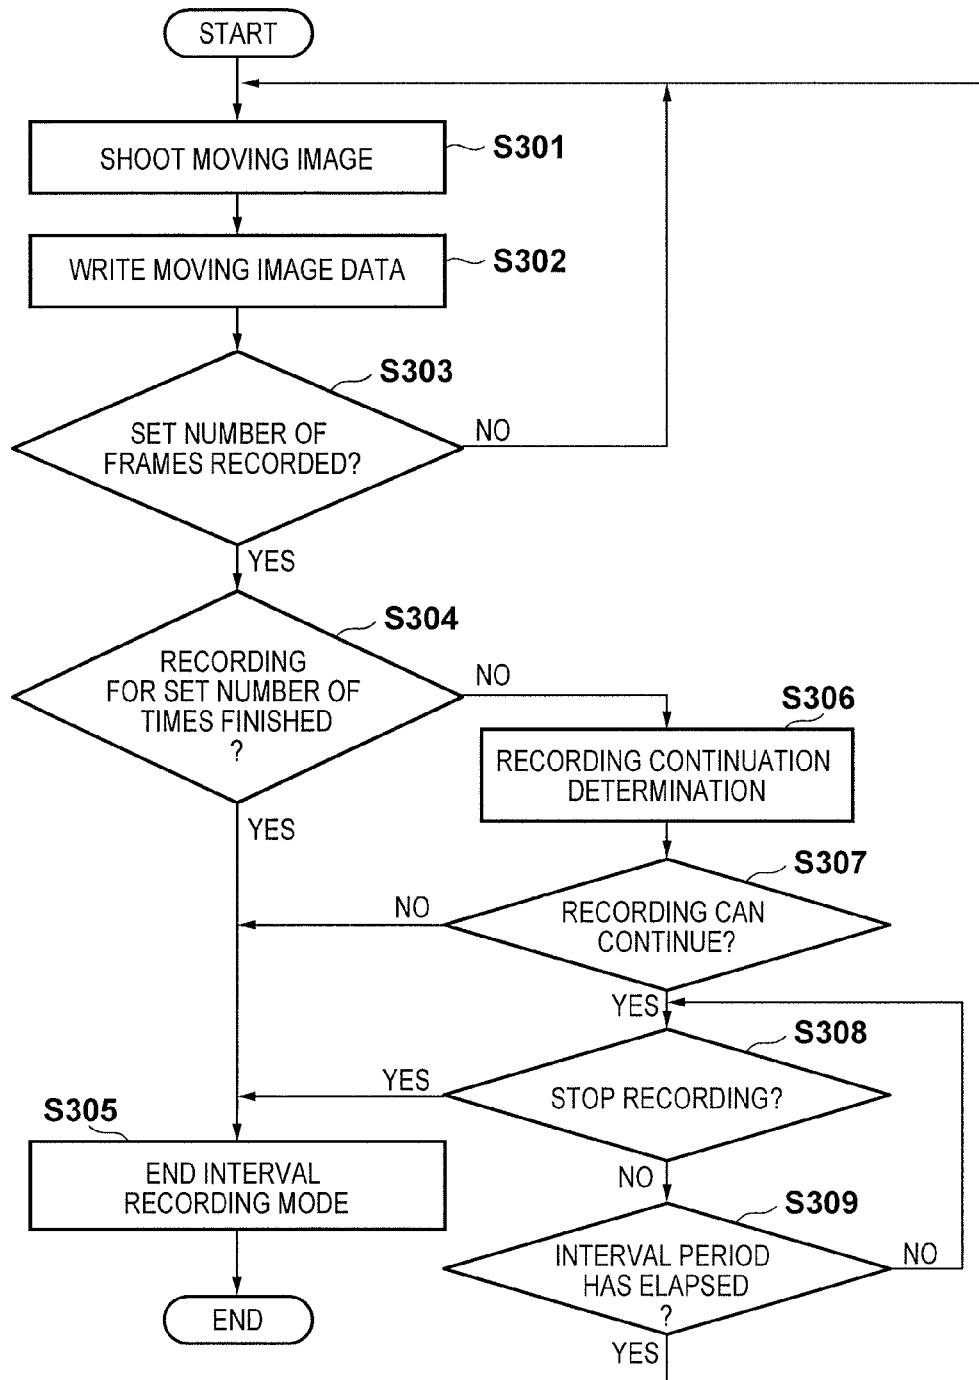 START
SHOOT MOVING IMAGE
S301
WRITE MOVING IMAGE DATA
S302
S303
SET NUMBER OF
FRAMES RECORDED?
NO
YES
S304
RECORDING
FOR SET NUMBER OF
TIMES FINISHED
?
NO
YES
S306
RECORDING CONTINUATION
DETERMINATION
S307
RECORDING CAN
CONTINUE?
NO
YES
S308
STOP RECORDING?
YES
NO
S305
END INTERVAL
RECORDING MODE
S309
INTERVAL PERIOD
HAS ELAPSED
?
NO
YES
END